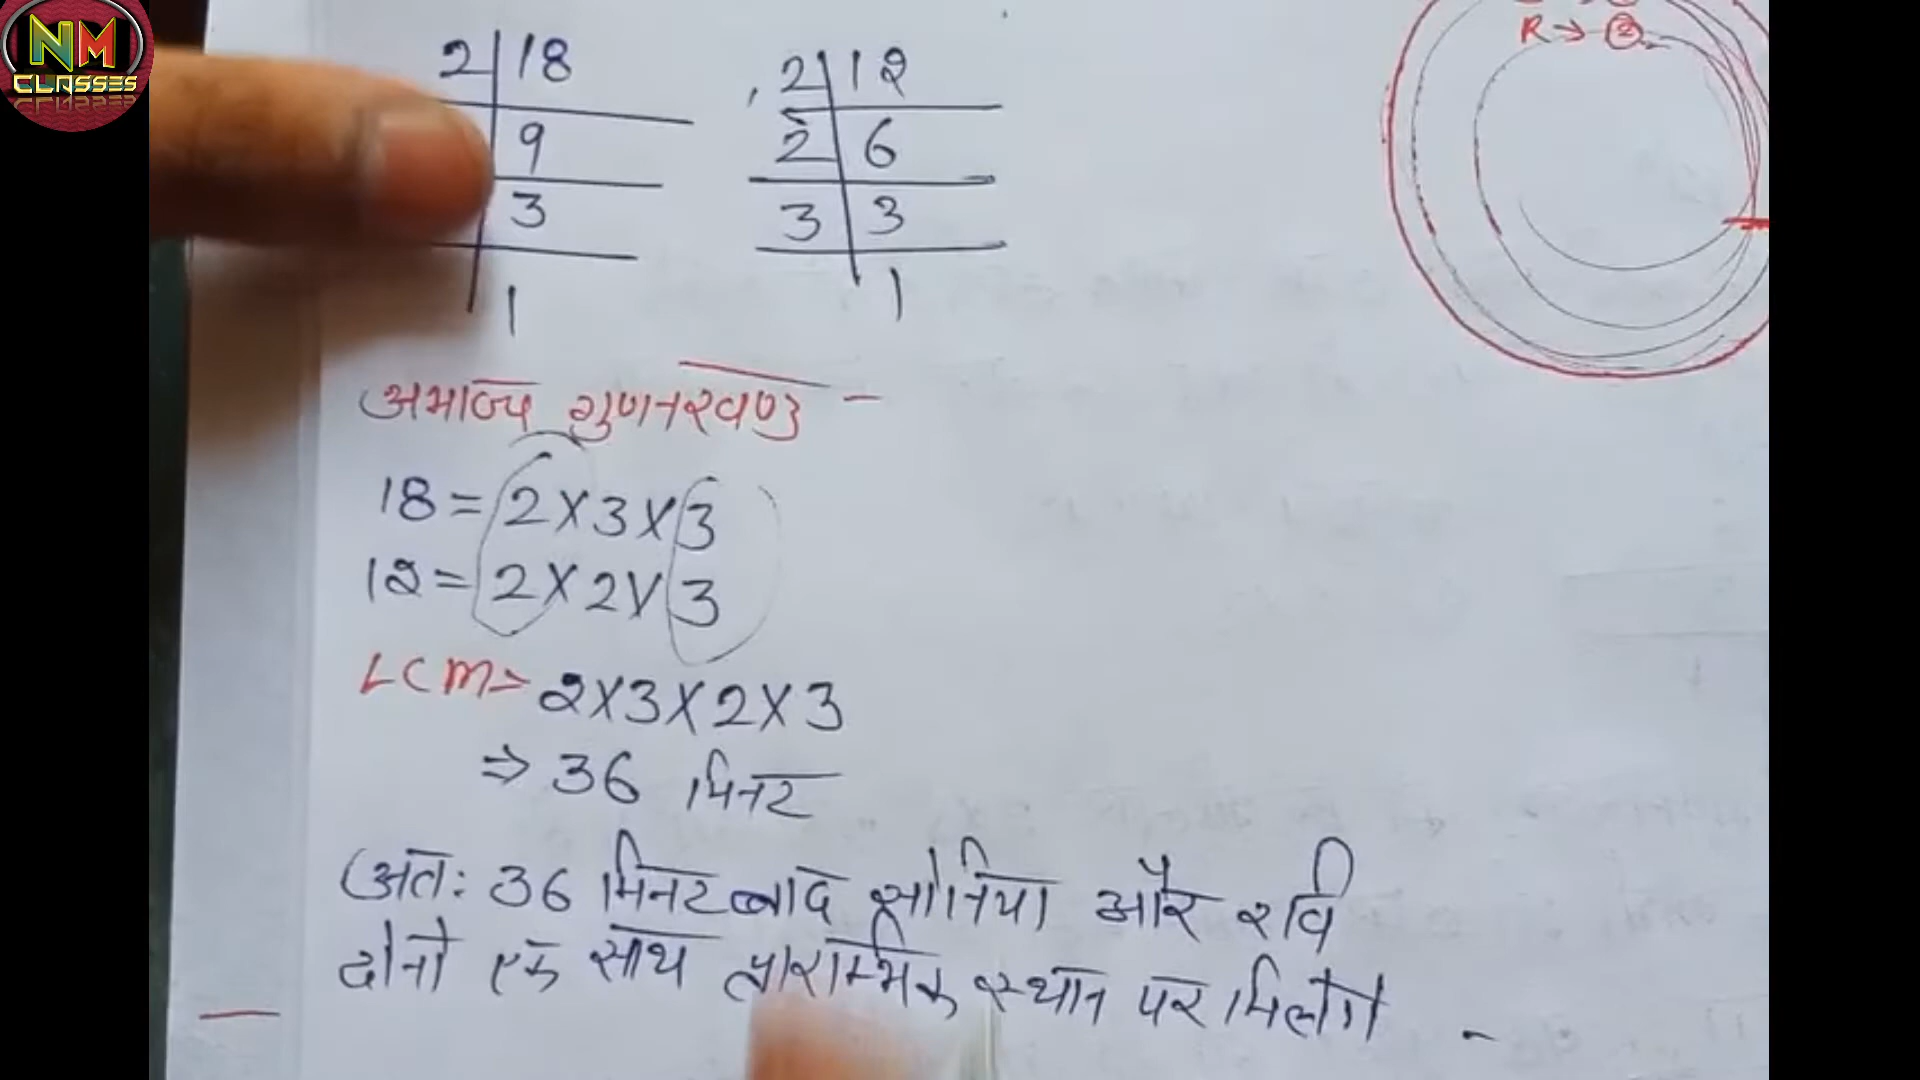 NM
CLASSES
R → 2
2 | 18
9
3
1
2 | 12
2 | 6
3 | 3
1
अभाज्य गुणनखण्ड -
18 = 2 × 3 × 3
12 = 2 × 2 × 3
LCM ⇒ 2×3×2×3
⇒ 36 मिनट
अतः 36 मिनट बाद सोनिया और रवि
दोनो एक साथ प्रारम्भिक स्थान पर मिलेगे